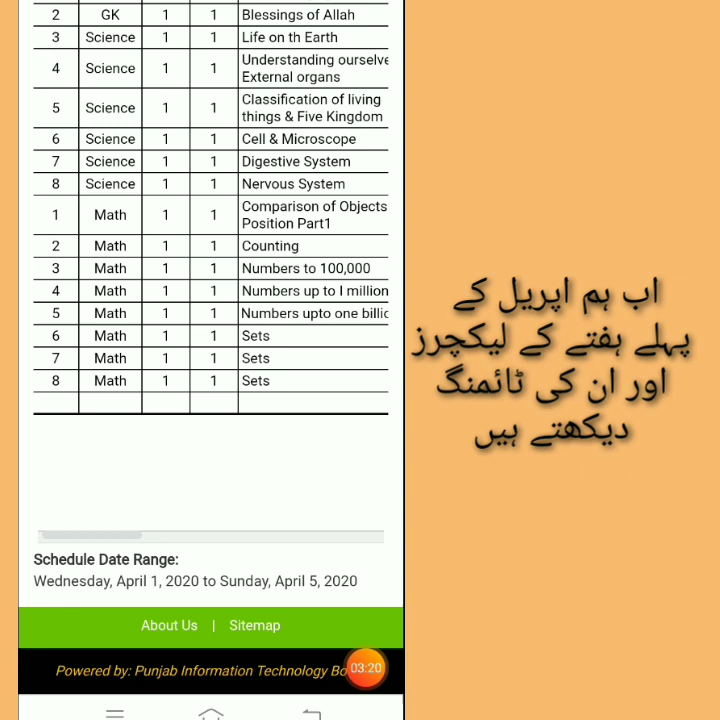 2 GK 1 1 Blessings of Allah
3 Science 1 1 Life on th Earth
4 Science 1 1 Understanding ourselve
External organs
5 Science 1 1 Classification of living
things & Five Kingdom
6 Science 1 1 Cell & Microscope
7 Science 1 1 Digestive System
8 Science 1 1 Nervous System
1 Math 1 1 Comparison of Objects
Position Part1
2 Math 1 1 Counting
3 Math 1 1 Numbers to 100,000
4 Math 1 1 Numbers up to I million
5 Math 1 1 Numbers upto one billic
6 Math 1 1 Sets
7 Math 1 1 Sets
8 Math 1 1 Sets
Schedule Date Range:
Wednesday, April 1, 2020 to Sunday, April 5, 2020
About Us | Sitemap
Powered by: Punjab Information Technology Bo
03:20
اب ہم اپریل کے
پہلے ہفتے کے لیکچرز
اور ان کی ٹائمنگ
دیکھتے ہیں